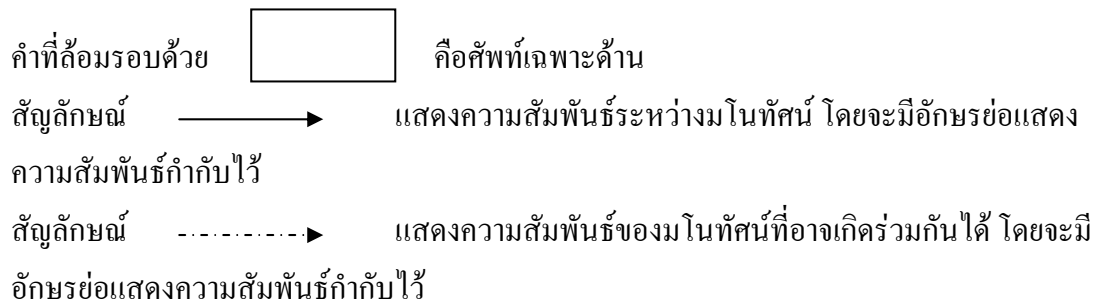 คำที่ล้อมรอบด้วย คือศัพท์เฉพาะด้าน
สัญลักษณ์ แสดงความสัมพันธ์ระหว่างมโนทัศน์ โดยจะมีอักษรย่อแสดง
ความสัมพันธ์กำกับไว้
สัญลักษณ์ แสดงความสัมพันธ์ของมโนทัศน์ที่อาจเกิดร่วมกันได้ โดยจะมี
อักษรย่อแสดงความสัมพันธ์กำกับไว้